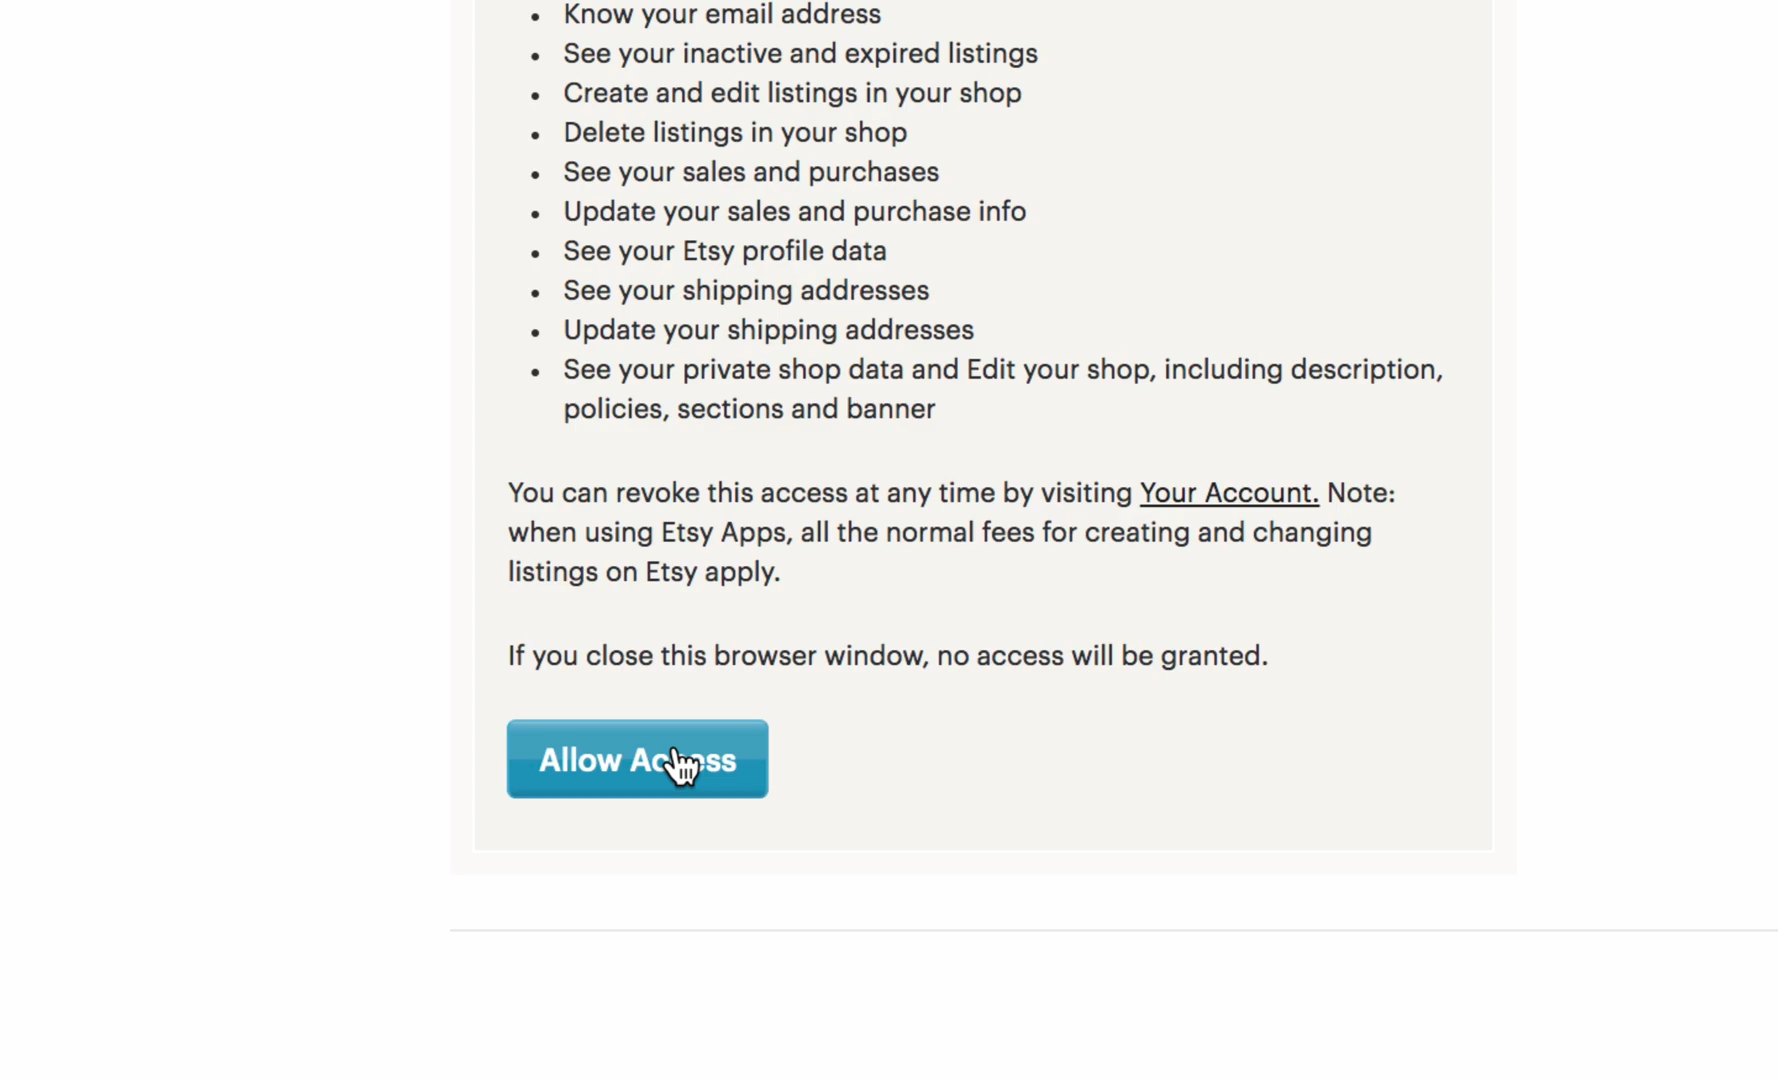 Know your email address
See your inactive and expired listings
Create and edit listings in your shop
Delete listings in your shop
See your sales and purchases
Update your sales and purchase info
See your Etsy profile data
See your shipping addresses
Update your shipping addresses
See your private shop data and Edit your shop, including description,
policies, sections and banner
You can revoke this access at any time by visiting Your Account. Note:
when using Etsy Apps, all the normal fees for creating and changing
listings on Etsy apply.
If you close this browser window, no access will be granted.
Allow Access